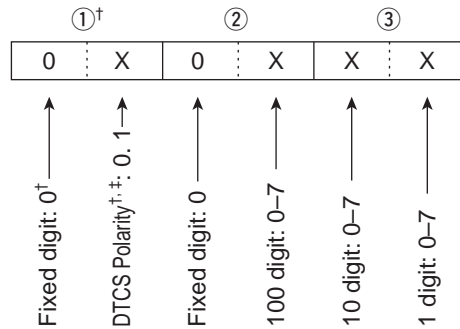 ①† ② ③
0 X 0 X X X
Fixed digit: 0†
DTCS Polarity†, ‡: 0. 1
Fixed digit: 0
100 digit: 0–7
10 digit: 0–7
1 digit: 0–7